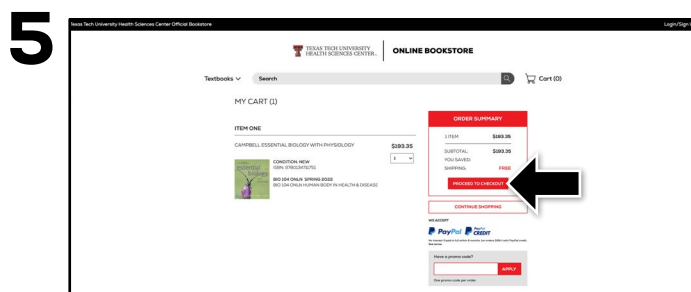 5
Texas Tech University Health Sciences Center Official Bookstore
Login/Sign
TEXAS TECH UNIVERSITY
HEALTH SCIENCES CENTER.
ONLINE BOOKSTORE
Textbooks
Search
Cart (0)
MY CART (1)
ITEM ONE
CAMPBELL ESSENTIAL BIOLOGY WITH PHYSIOLOGY
$193.35
1
CONDITION: NEW
BIO 104 ONLN SPRING 2022
BIO 104 ONLN HUMAN BODY IN HEALTH & DISEASE
essential
biology
ORDER SUMMARY
1 ITEM
$193.35
SUBTOTAL:
$193.35
YOU SAVED:
SHIPPING:
FREE
PROCEED TO CHECKOUT
CONTINUE SHOPPING
WE ACCEPT
PayPal
PayPal
CREDIT
Have a promo code?
APPLY
One promo code per order.